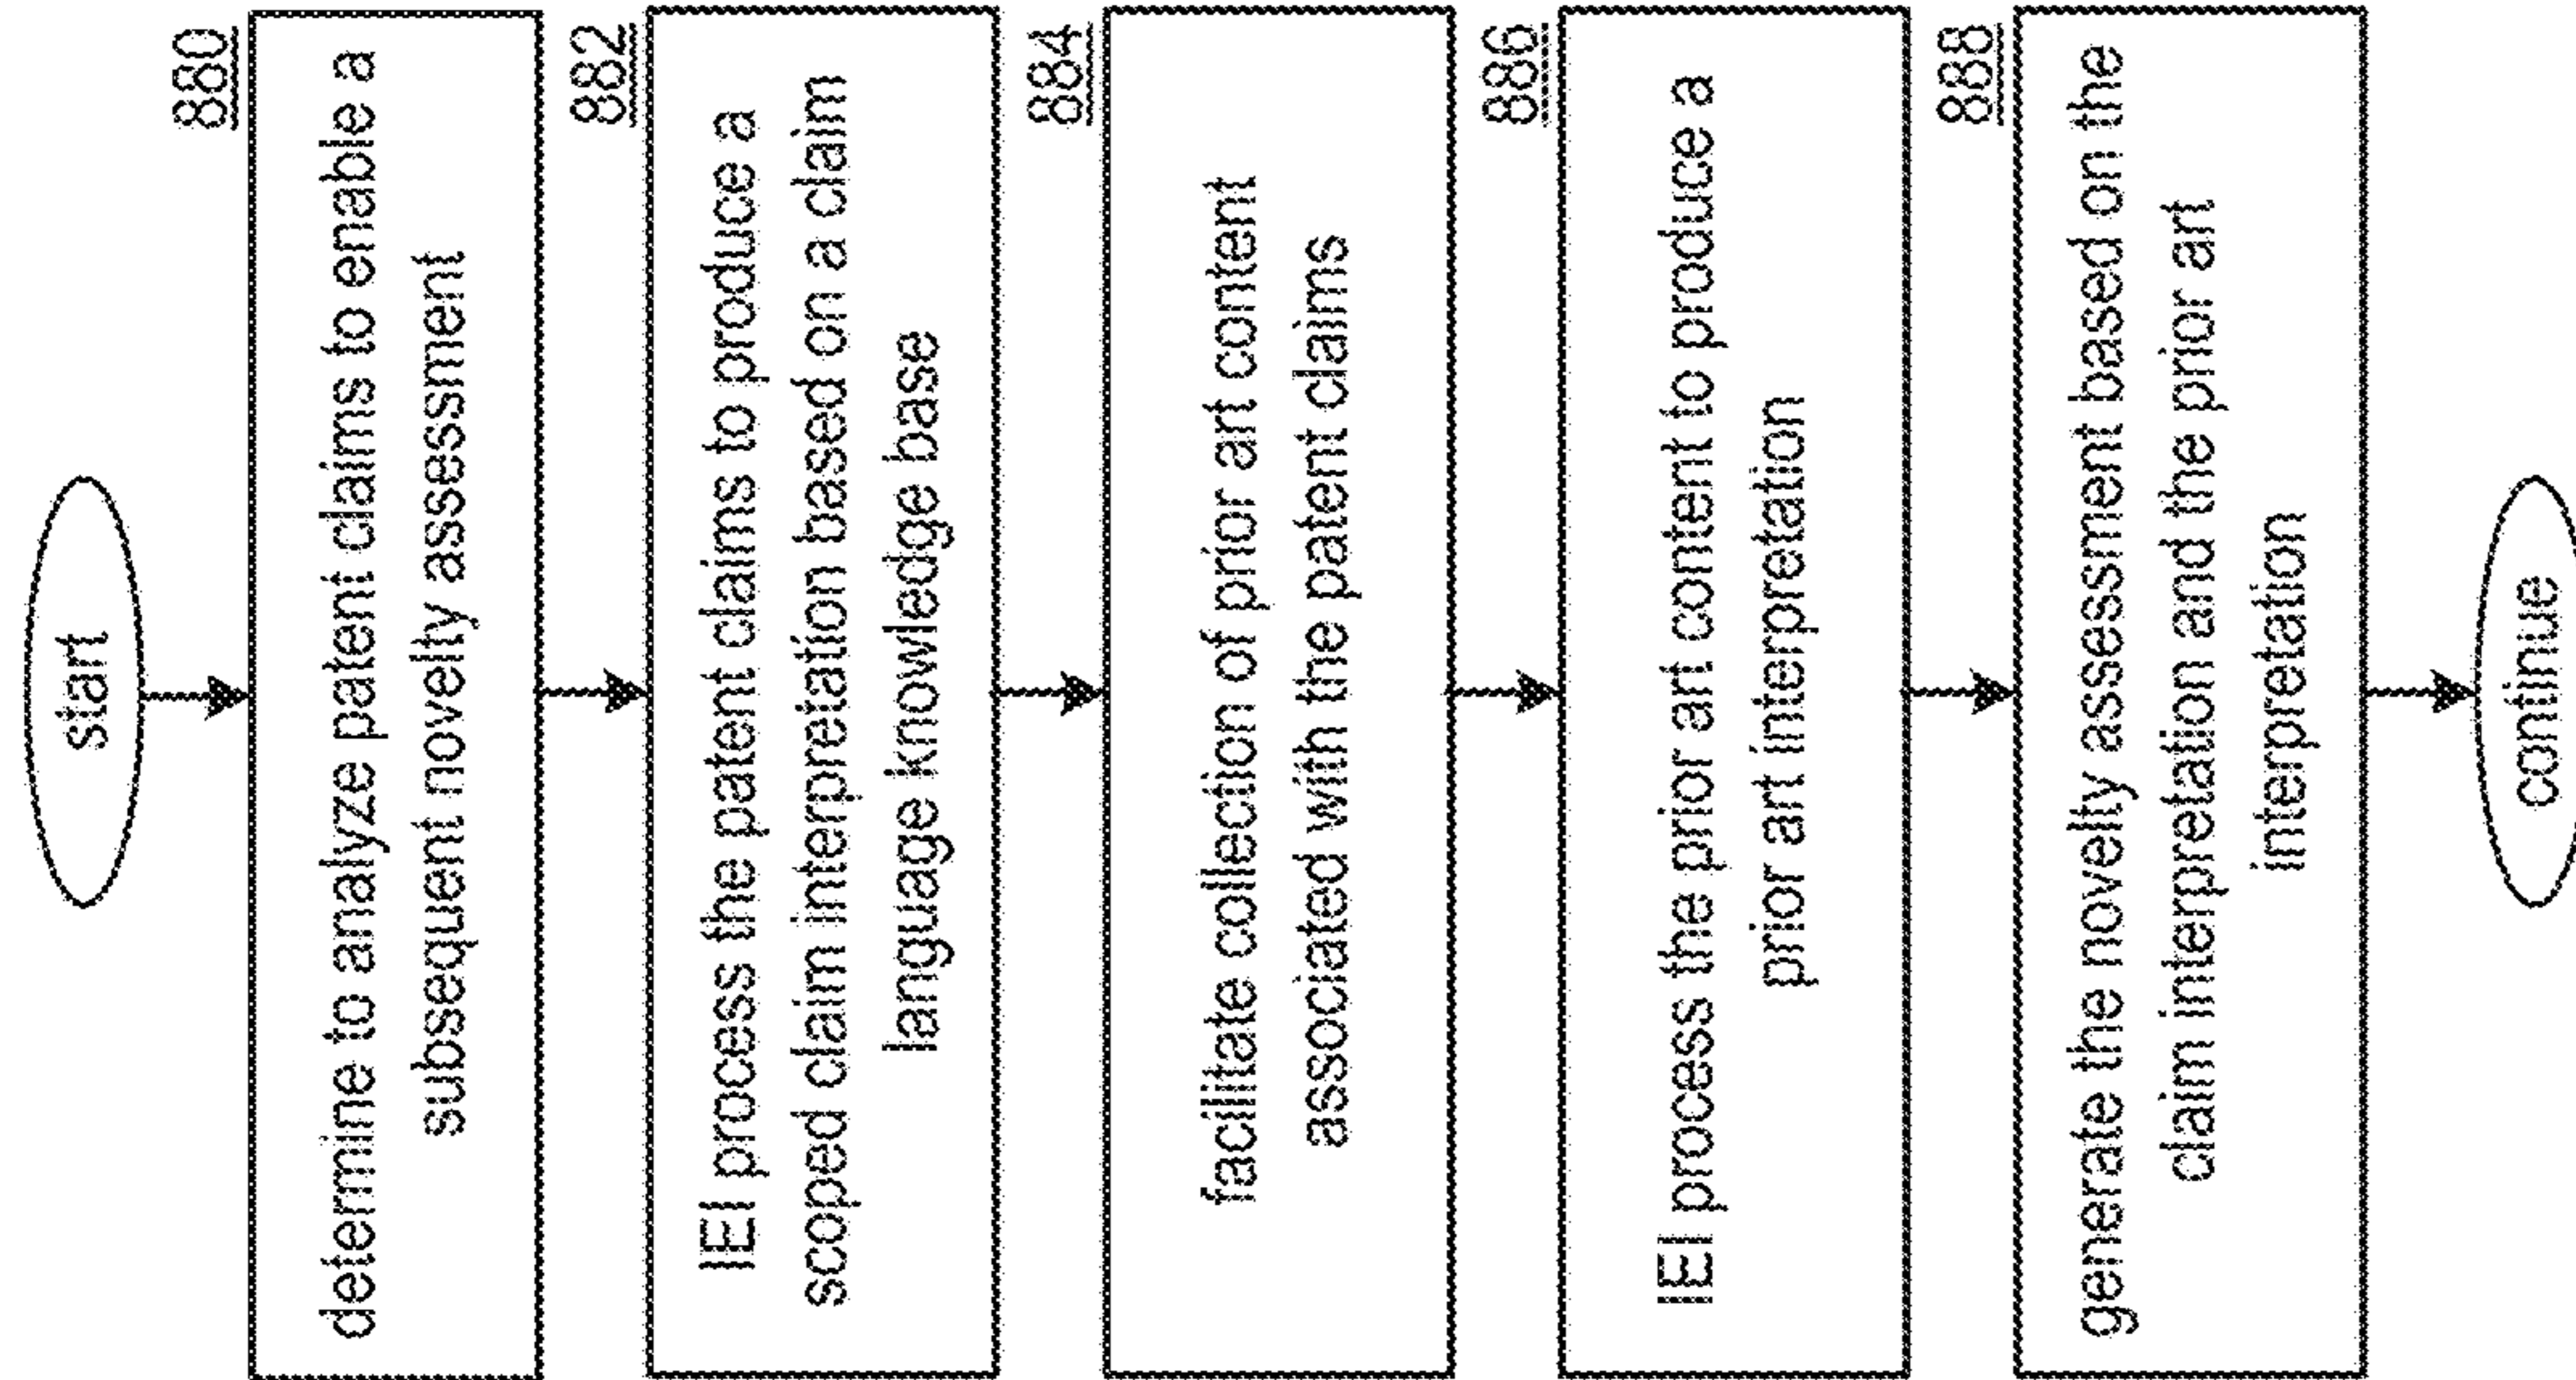 start
880
determine to analyze patent claims to enable a
subsequent novelty assessment
882
IEI process the patent claims to produce a
scoped claim interpretation based on a claim
language knowledge base
884
facilitate collection of prior art content
associated with the patent claims
886
IEI process the prior art content to produce a
prior art interpretation
888
generate the novelty assessment based on the
claim interpretation and the prior art
interpretation
continue